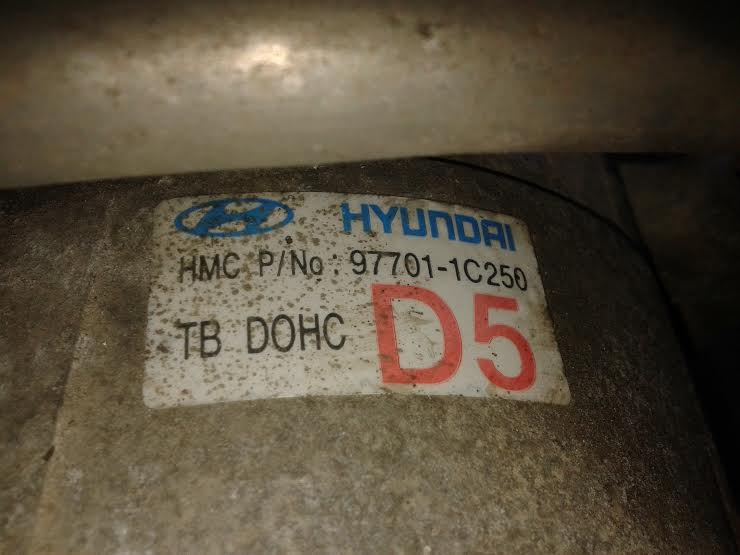 HYUNDAI
HMC P/No : 97701-1C250
TB DOHC D5